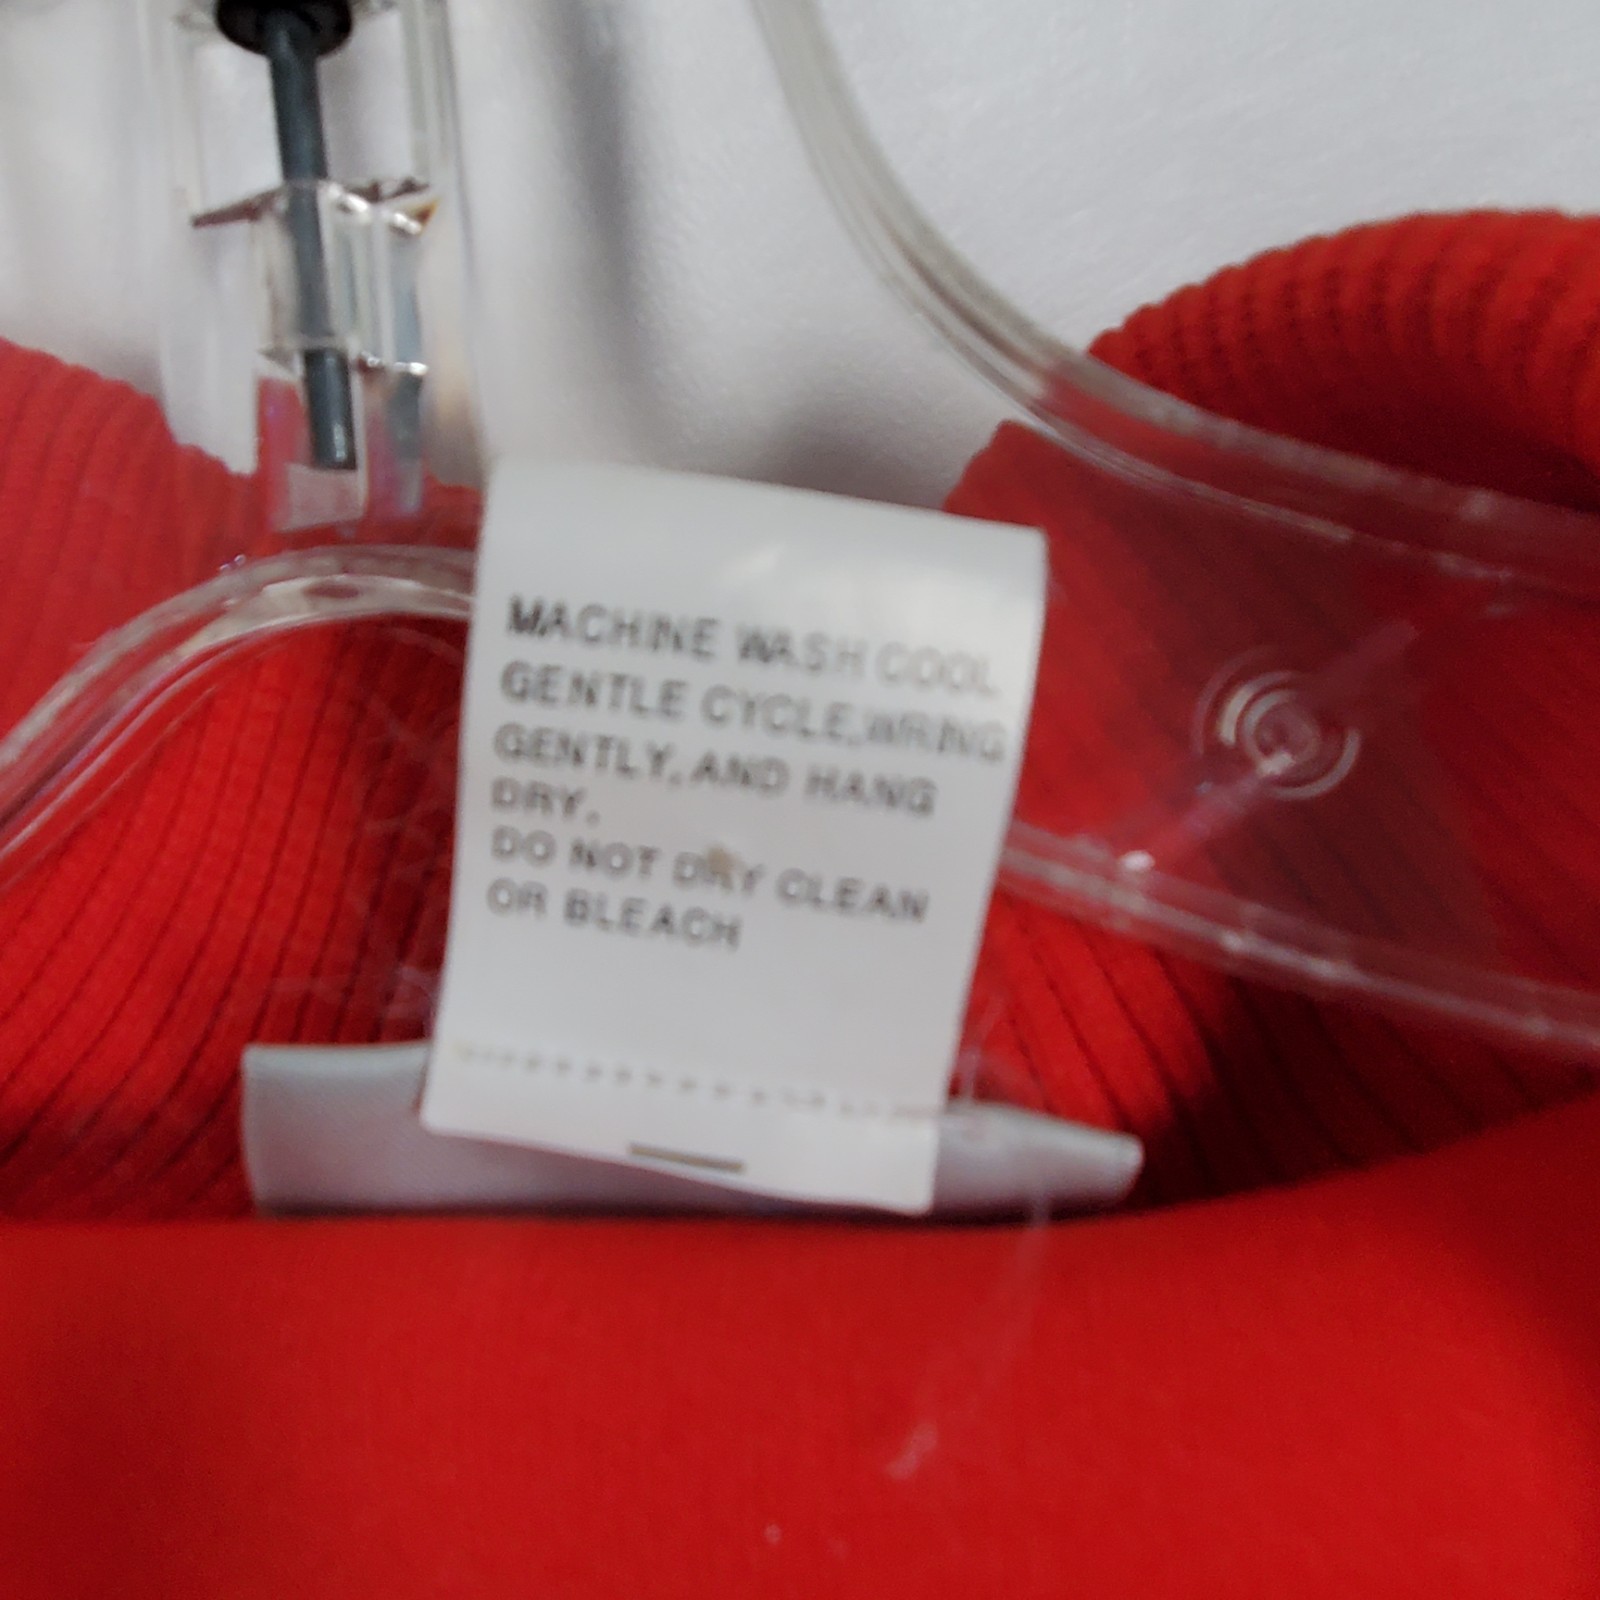 MACHINE WASH COOL
GENTLE CYCLE,WRING
GENTLY,AND HANG
DRY.
DO NOT DRY CLEAN
OR BLEACH